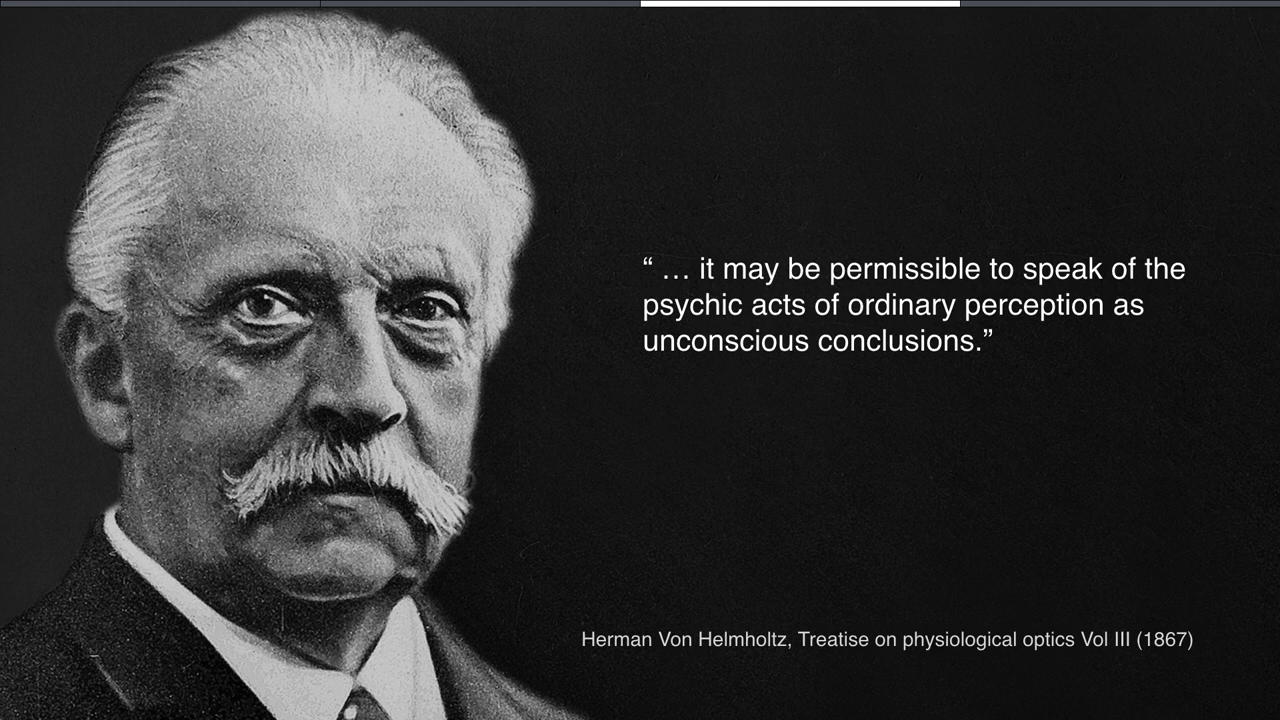 “ … it may be permissible to speak of the
psychic acts of ordinary perception as
unconscious conclusions.”
Herman Von Helmholtz, Treatise on physiological optics Vol III (1867)